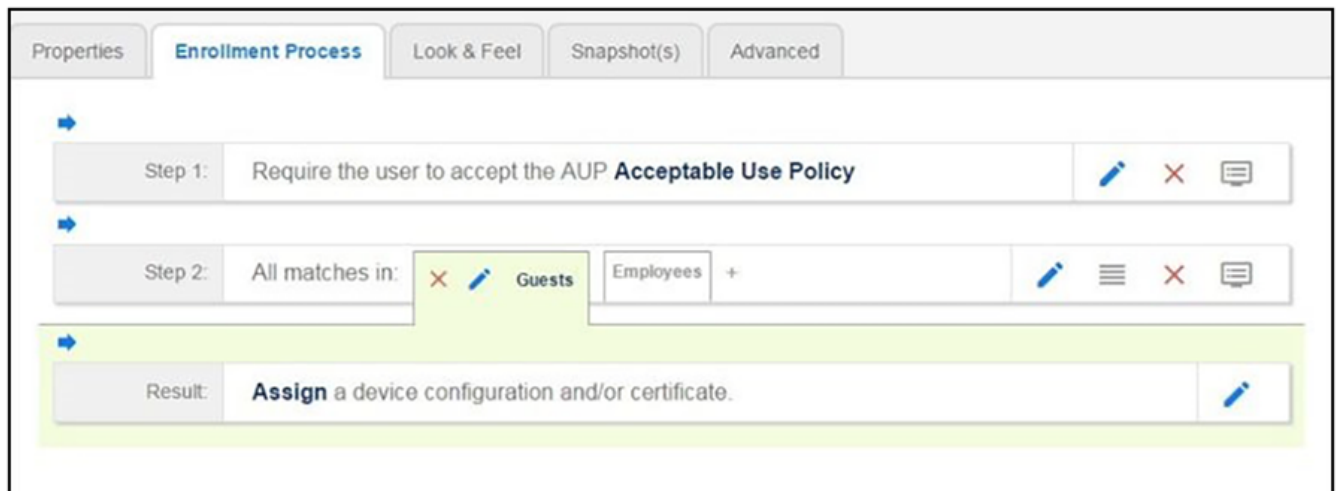 Properties Enrollment Process Look & Feel Snapshot(s) Advanced
Step 1: Require the user to accept the AUP Acceptable Use Policy
Step 2: All matches in: Guests Employees +
Result: Assign a device configuration and/or certificate.